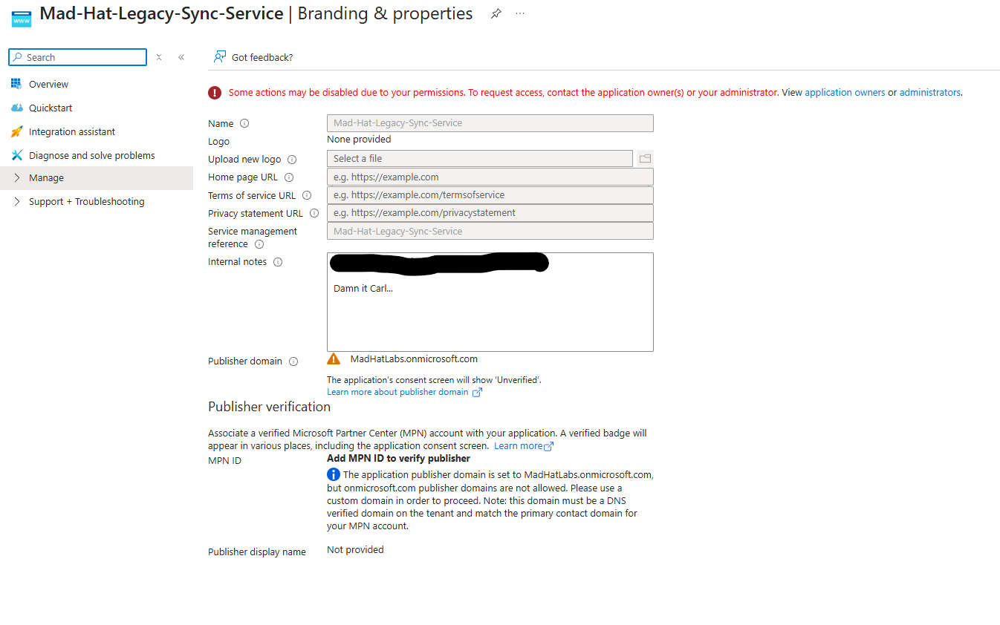 Mad-Hat-Legacy-Sync-Service | Branding & properties
Search
Got feedback?
Overview
Quickstart
Integration assistant
Diagnose and solve problems
Manage
Support + Troubleshooting
Some actions may be disabled due to your permissions. To request access, contact the application owner(s) or your administrator. View application owners or administrators.
Name
Mad-Hat-Legacy-Sync-Service
Logo
None provided
Upload new logo
Select a file
Home page URL
e.g. https://example.com
Terms of service URL
e.g. https://example.com/termsofservice
Privacy statement URL
e.g. https://example.com/privacystatement
Service management
reference
Mad-Hat-Legacy-Sync-Service
Internal notes
Damn it Carl...
Publisher domain
MadHatLabs.onmicrosoft.com
The application's consent screen will show 'Unverified'.
Learn more about publisher domain
Publisher verification
Associate a verified Microsoft Partner Center (MPN) account with your application. A verified badge will
appear in various places, including the application consent screen. Learn more
MPN ID
Add MPN ID to verify publisher
The application publisher domain is set to MadHatLabs.onmicrosoft.com,
but onmicrosoft.com publisher domains are not allowed. Please use a
custom domain in order to proceed. Note: this domain must be a DNS
verified domain on the tenant and match the primary contact domain for
your MPN account.
Publisher display name
Not provided